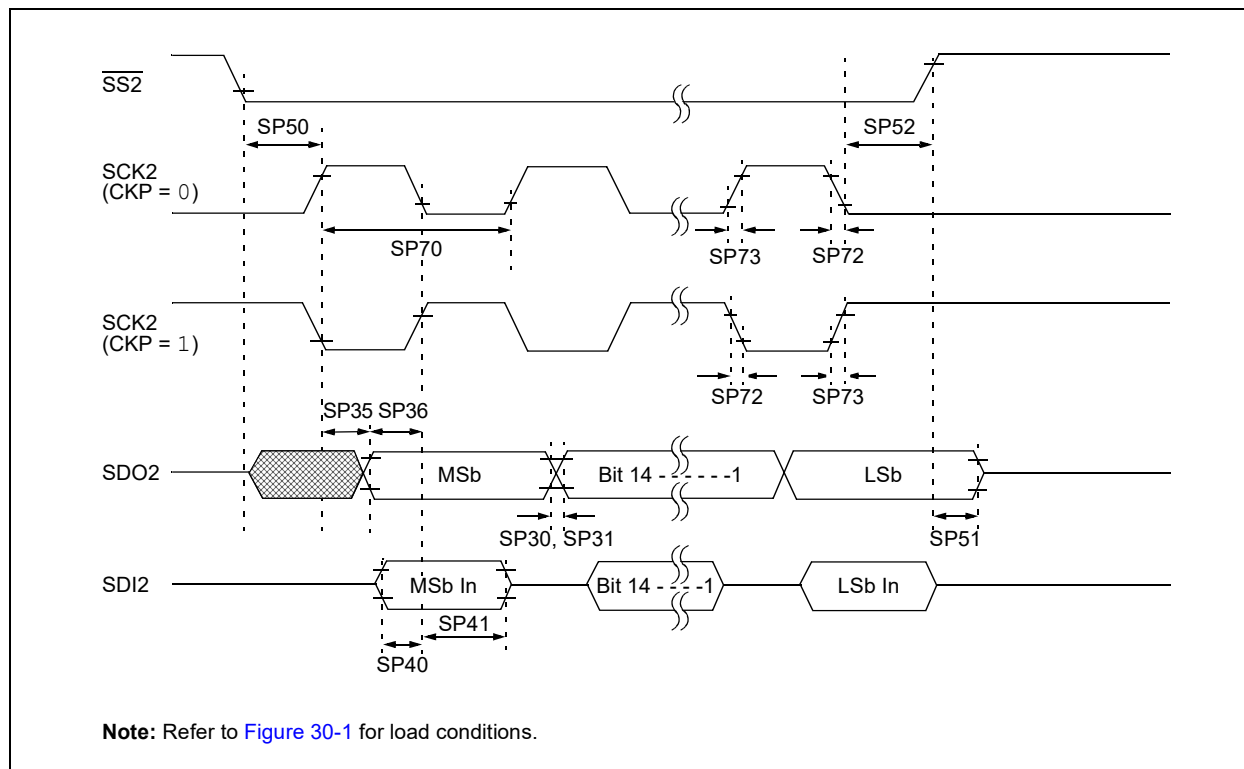 SS2
SP50
SP52
SCK2
(CKP = 0)
SP70
SP73
SP72
SCK2
(CKP = 1)
SP72
SP73
SP35
SP36
SDO2
MSb
Bit 14 - - - - - -1
LSb
SP30, SP31
SP51
SDI2
MSb In
Bit 14 - - - -1
LSb In
SP41
SP40
Note: Refer to Figure 30-1 for load conditions.